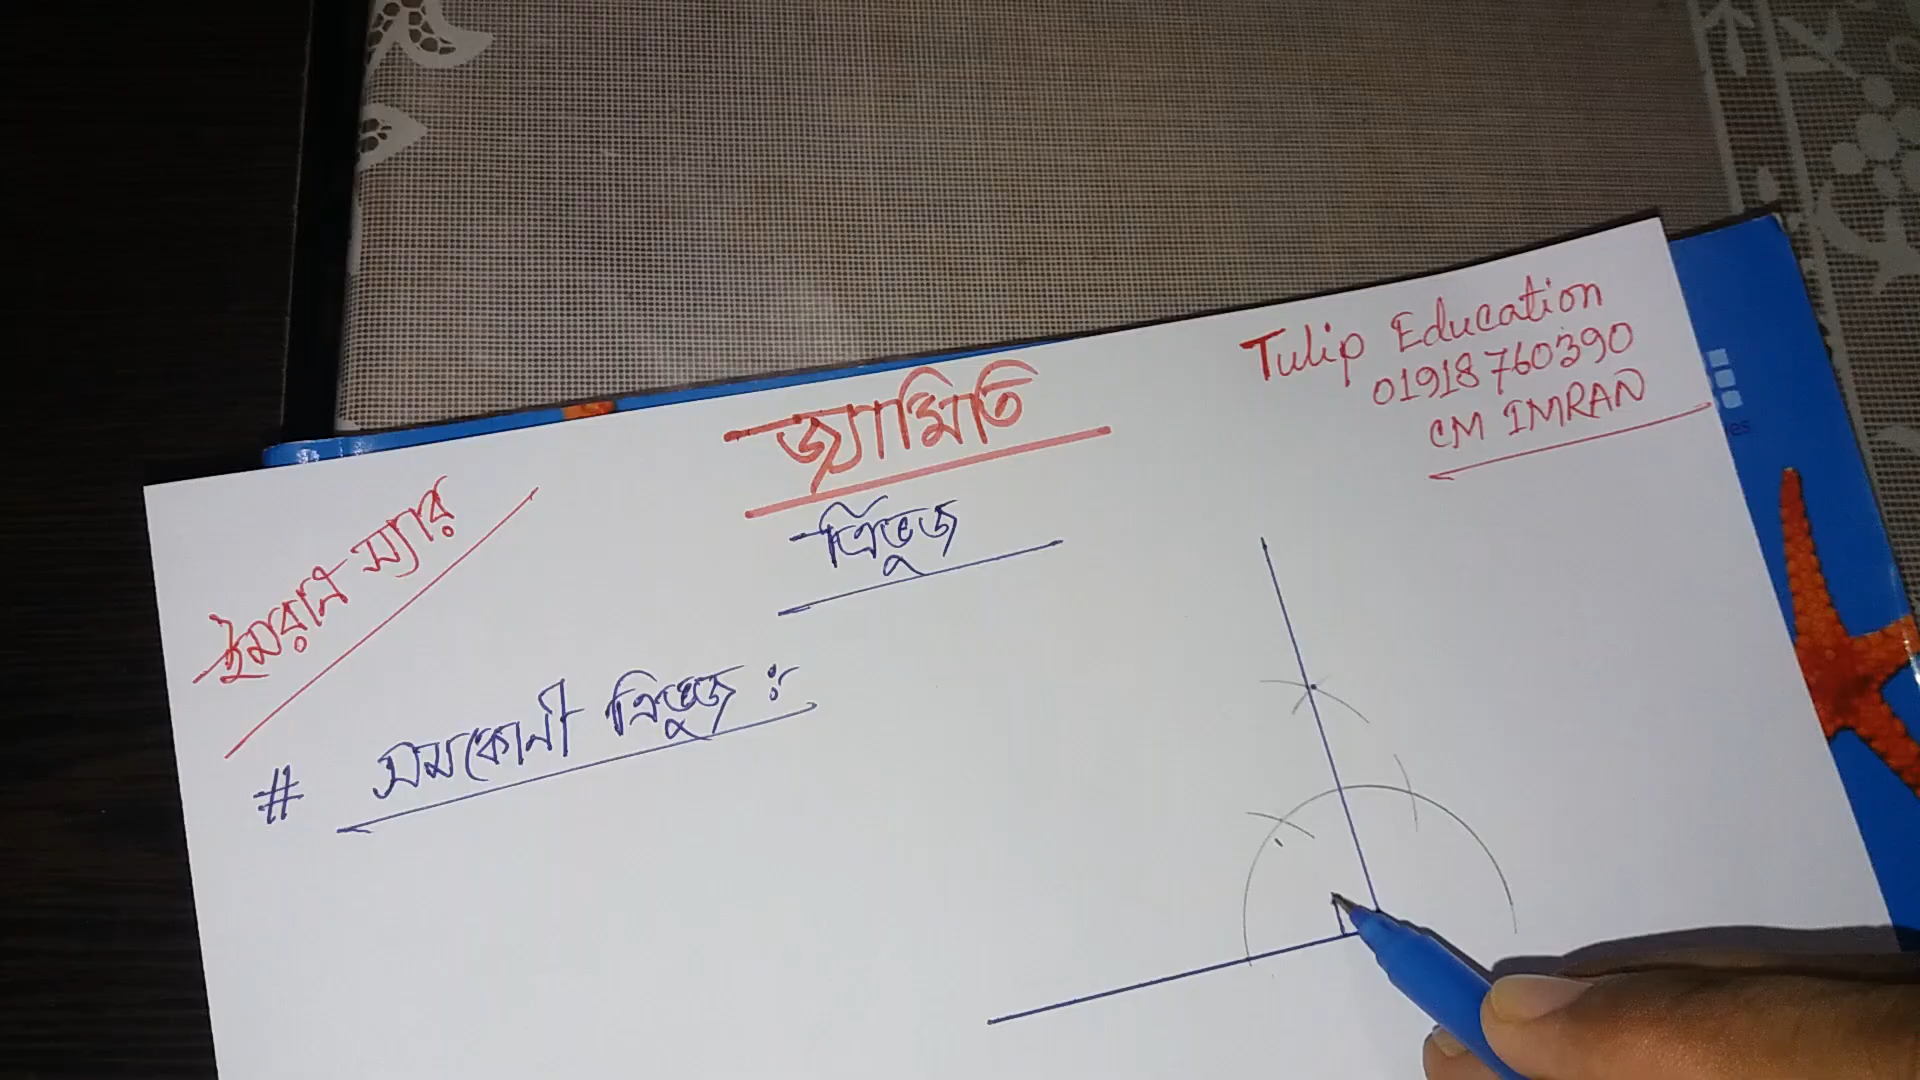 জ্যামিতি
Tulip Education
01918760390
CM IMRAN
ইমরান স্যার
ত্রিভুজ
# সমকোনী ত্রিভুজ :